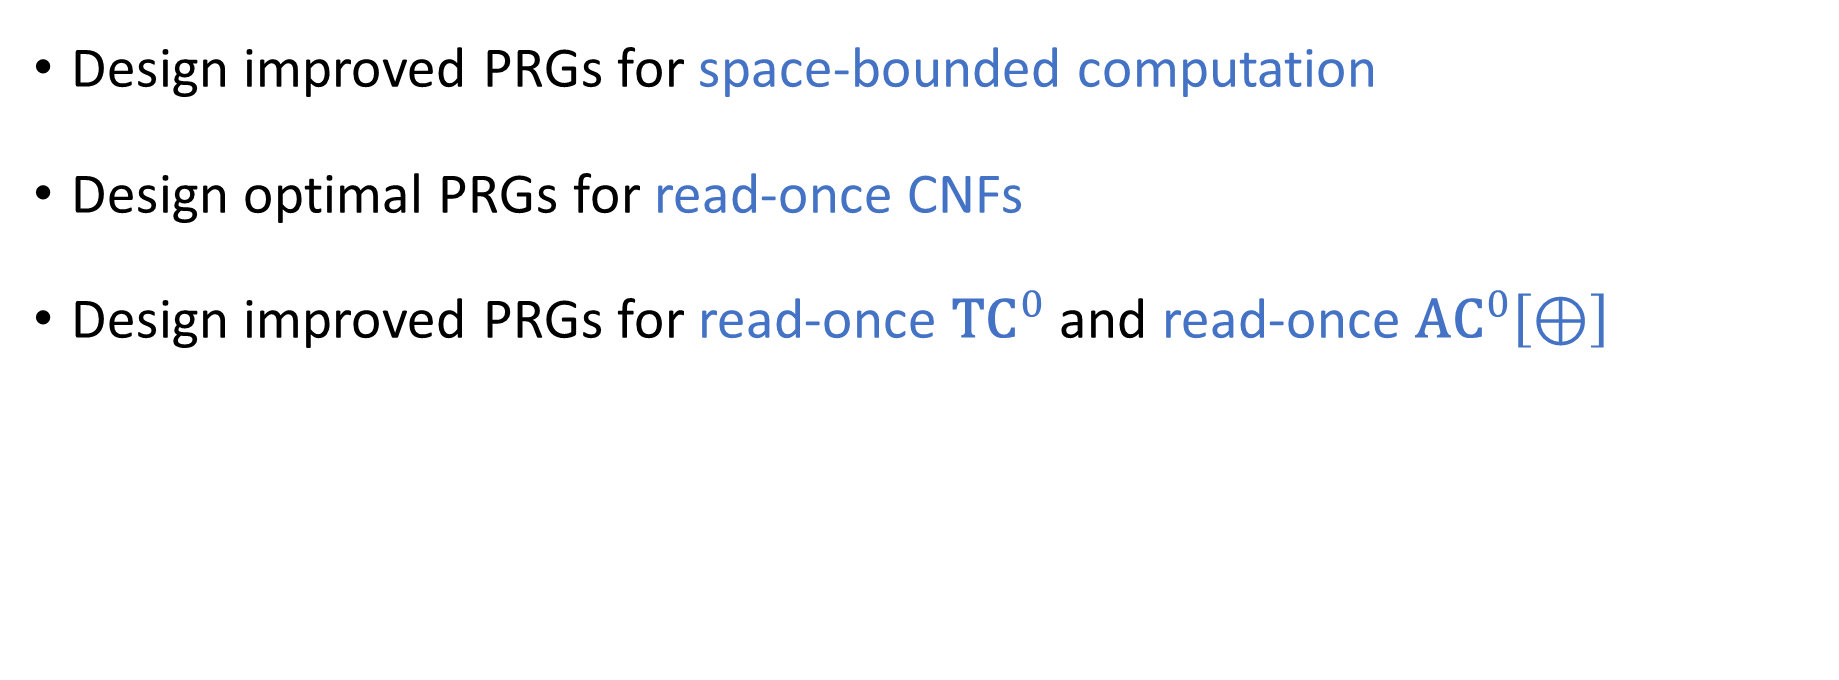 • Design improved PRGs for space-bounded computation
• Design optimal PRGs for read-once CNFs
• Design improved PRGs for read-once TC⁰ and read-once AC⁰[⊕]